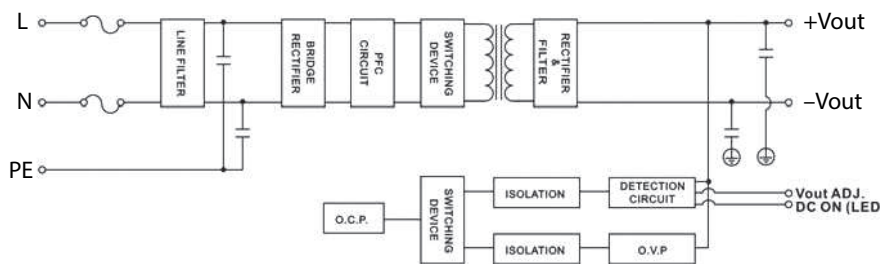 L
+Vout
LINE FILTER
BRIDGE
RECTIFIER
PFC
CIRCUIT
SWITCHING
DEVICE
RECTIFIER
&
FILTER
N
–Vout
PE
SWITCHING
DEVICE
ISOLATION
DETECTION
CIRCUIT
Vout ADJ.
DC ON (LED
O.C.P.
ISOLATION
O.V.P